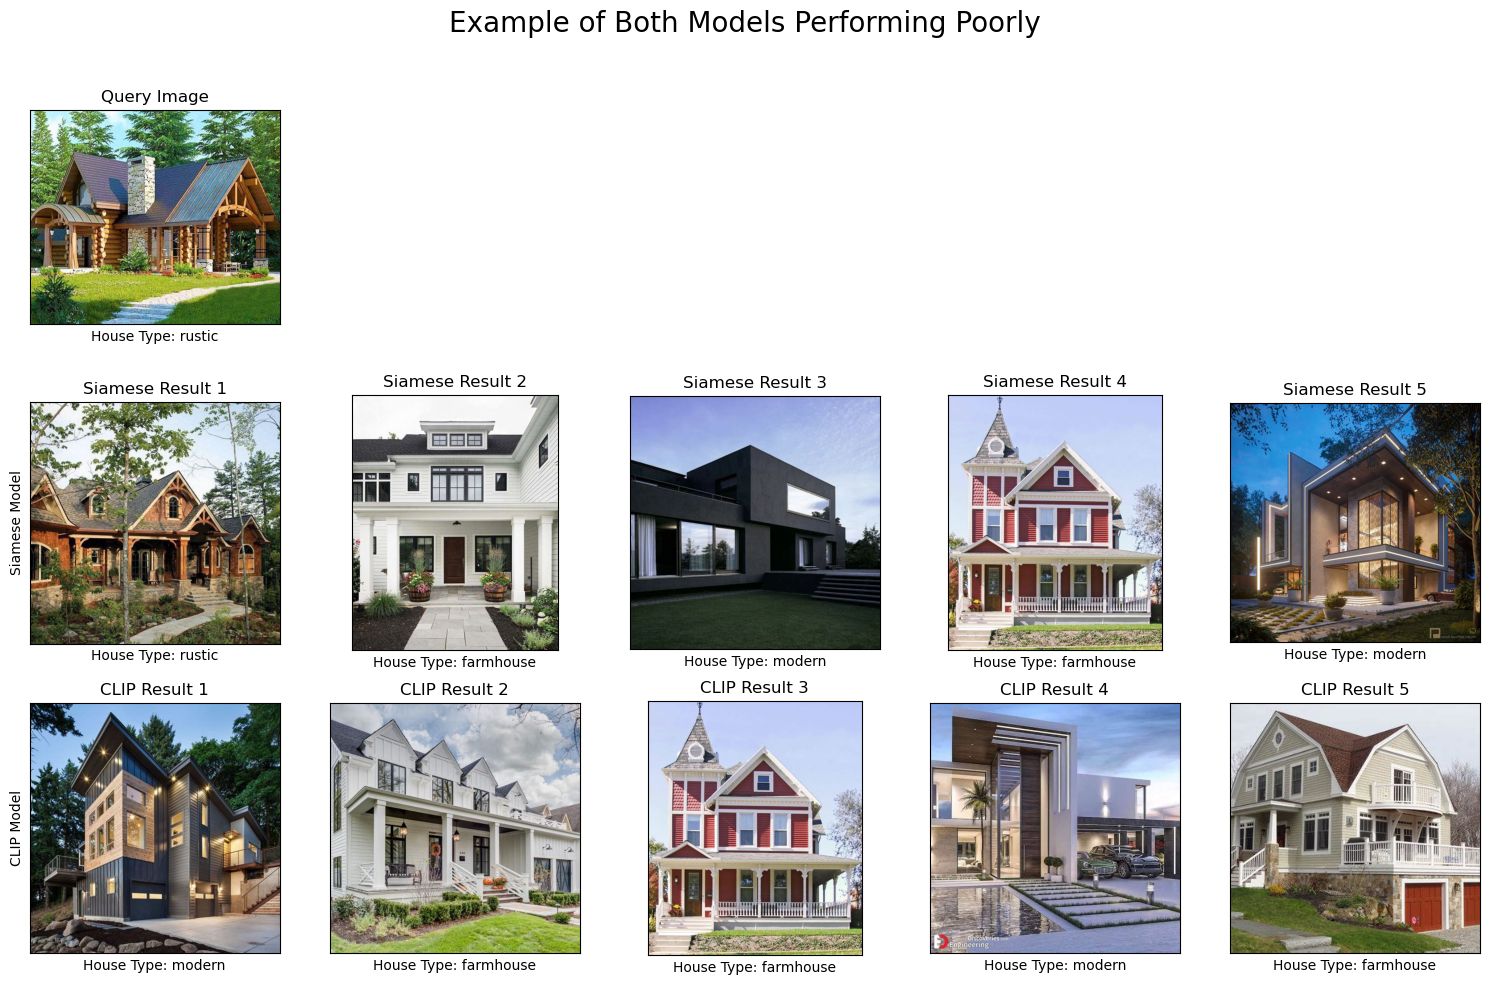 Example of Both Models Performing Poorly
Query Image
House Type: rustic
Siamese Model
Siamese Result 1
House Type: rustic
Siamese Result 2
House Type: farmhouse
Siamese Result 3
House Type: modern
Siamese Result 4
House Type: farmhouse
Siamese Result 5
House Type: modern
CLIP Model
CLIP Result 1
House Type: modern
CLIP Result 2
House Type: farmhouse
CLIP Result 3
House Type: farmhouse
CLIP Result 4
Discoveries
Engineering
House Type: modern
CLIP Result 5
House Type: farmhouse